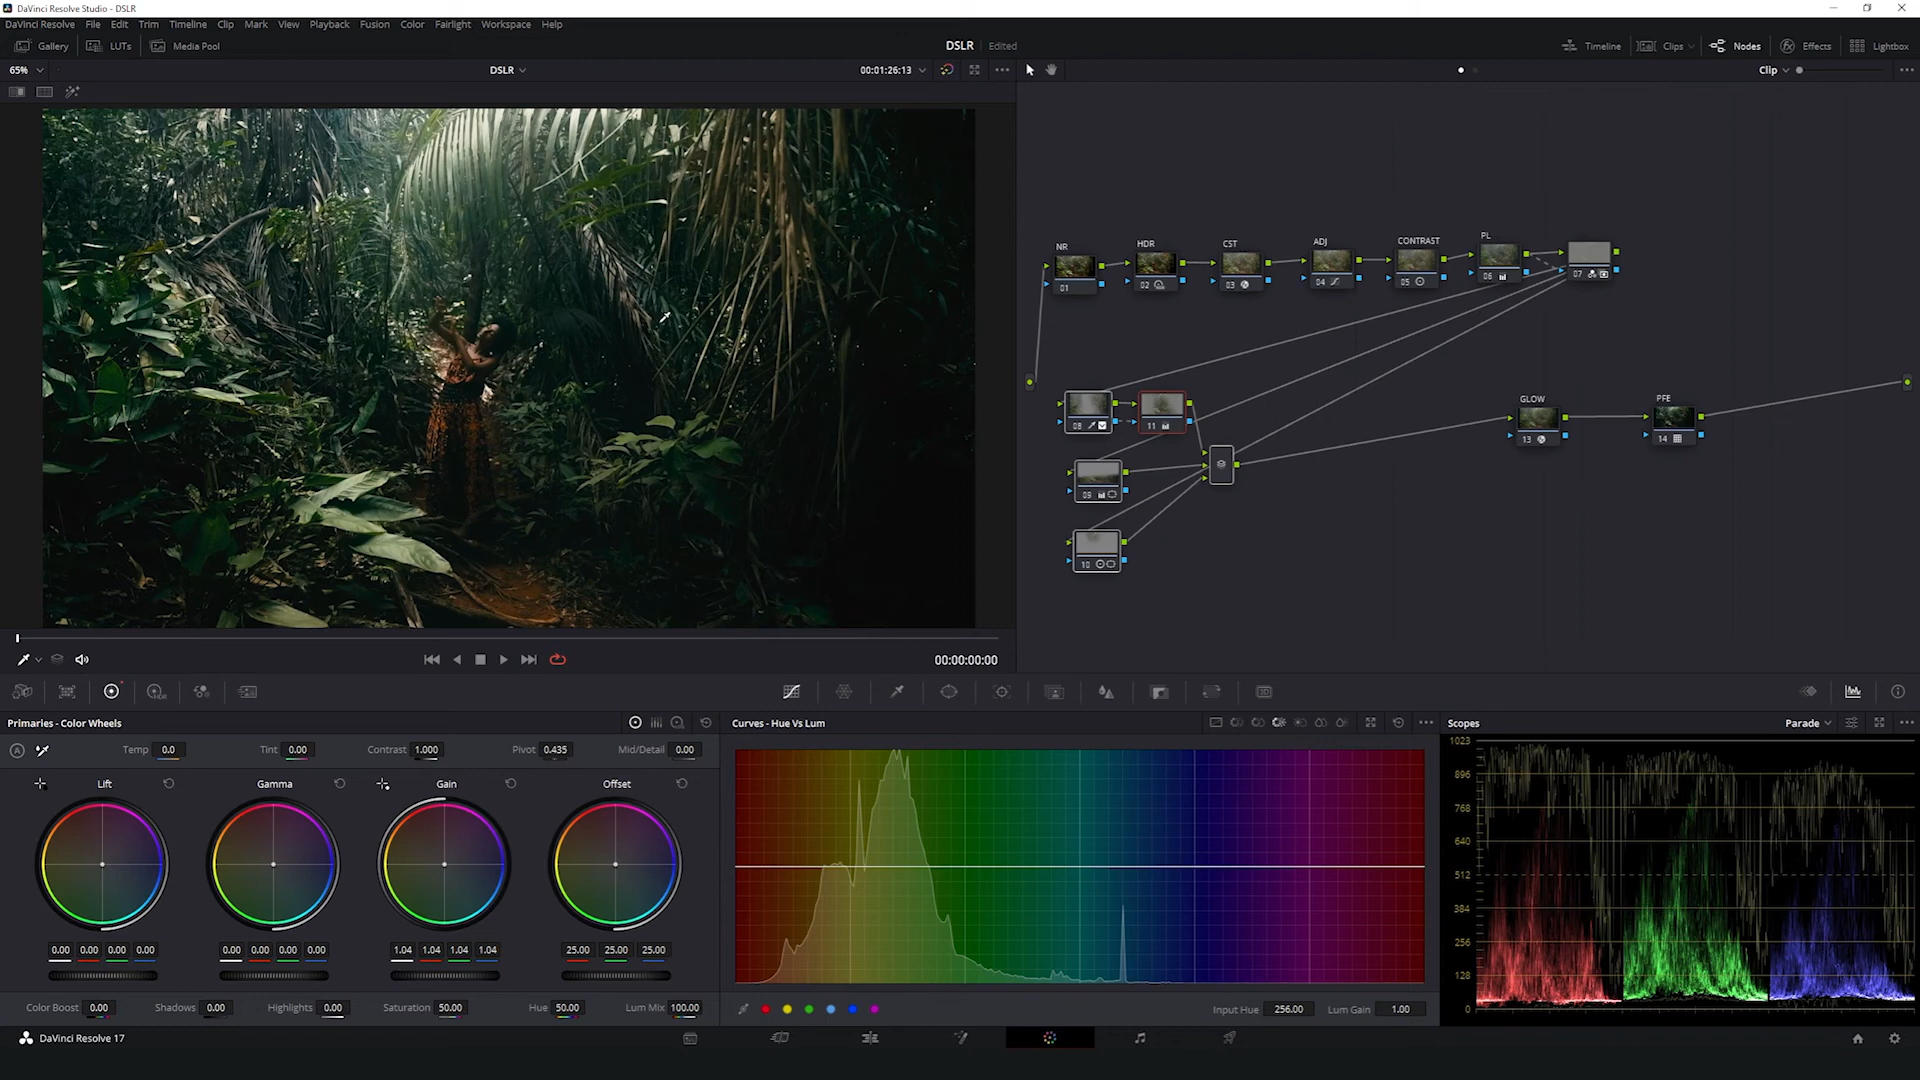 DaVinci Resolve Studio - DSLR
DaVinci Resolve File Edit Trim Timeline Clip Mark View Playback Fusion Color Fairlight Workspace Help
Gallery LUTs Media Pool DSLR Edited Timeline Clips Nodes Effects Lightbox
65% DSLR 00:01:26:13 Clip
NR HDR CST ADJ CONTRAST PL
01 02 03 04 05 06 07
08 11
GLOW PFE
13 14
09
10
00:00:00:00
Primaries - Color Wheels
Curves - Hue Vs Lum
Scopes Parade
Temp 0.0 Tint 0.00 Contrast 1.000 Pivot 0.435 Mid/Detail 0.00
Lift Gamma Gain Offset
0.00 0.00 0.00 0.00
0.00 0.00 0.00 0.00
1.04 1.04 1.04 1.04
25.00 25.00 25.00
Color Boost 0.00 Shadows 0.00 Highlights 0.00 Saturation 50.00 Hue 50.00 Lum Mix 100.00
Input Hue 256.00 Lum Gain 1.00
1023
896
768
640
512
384
256
128
0
DaVinci Resolve 17